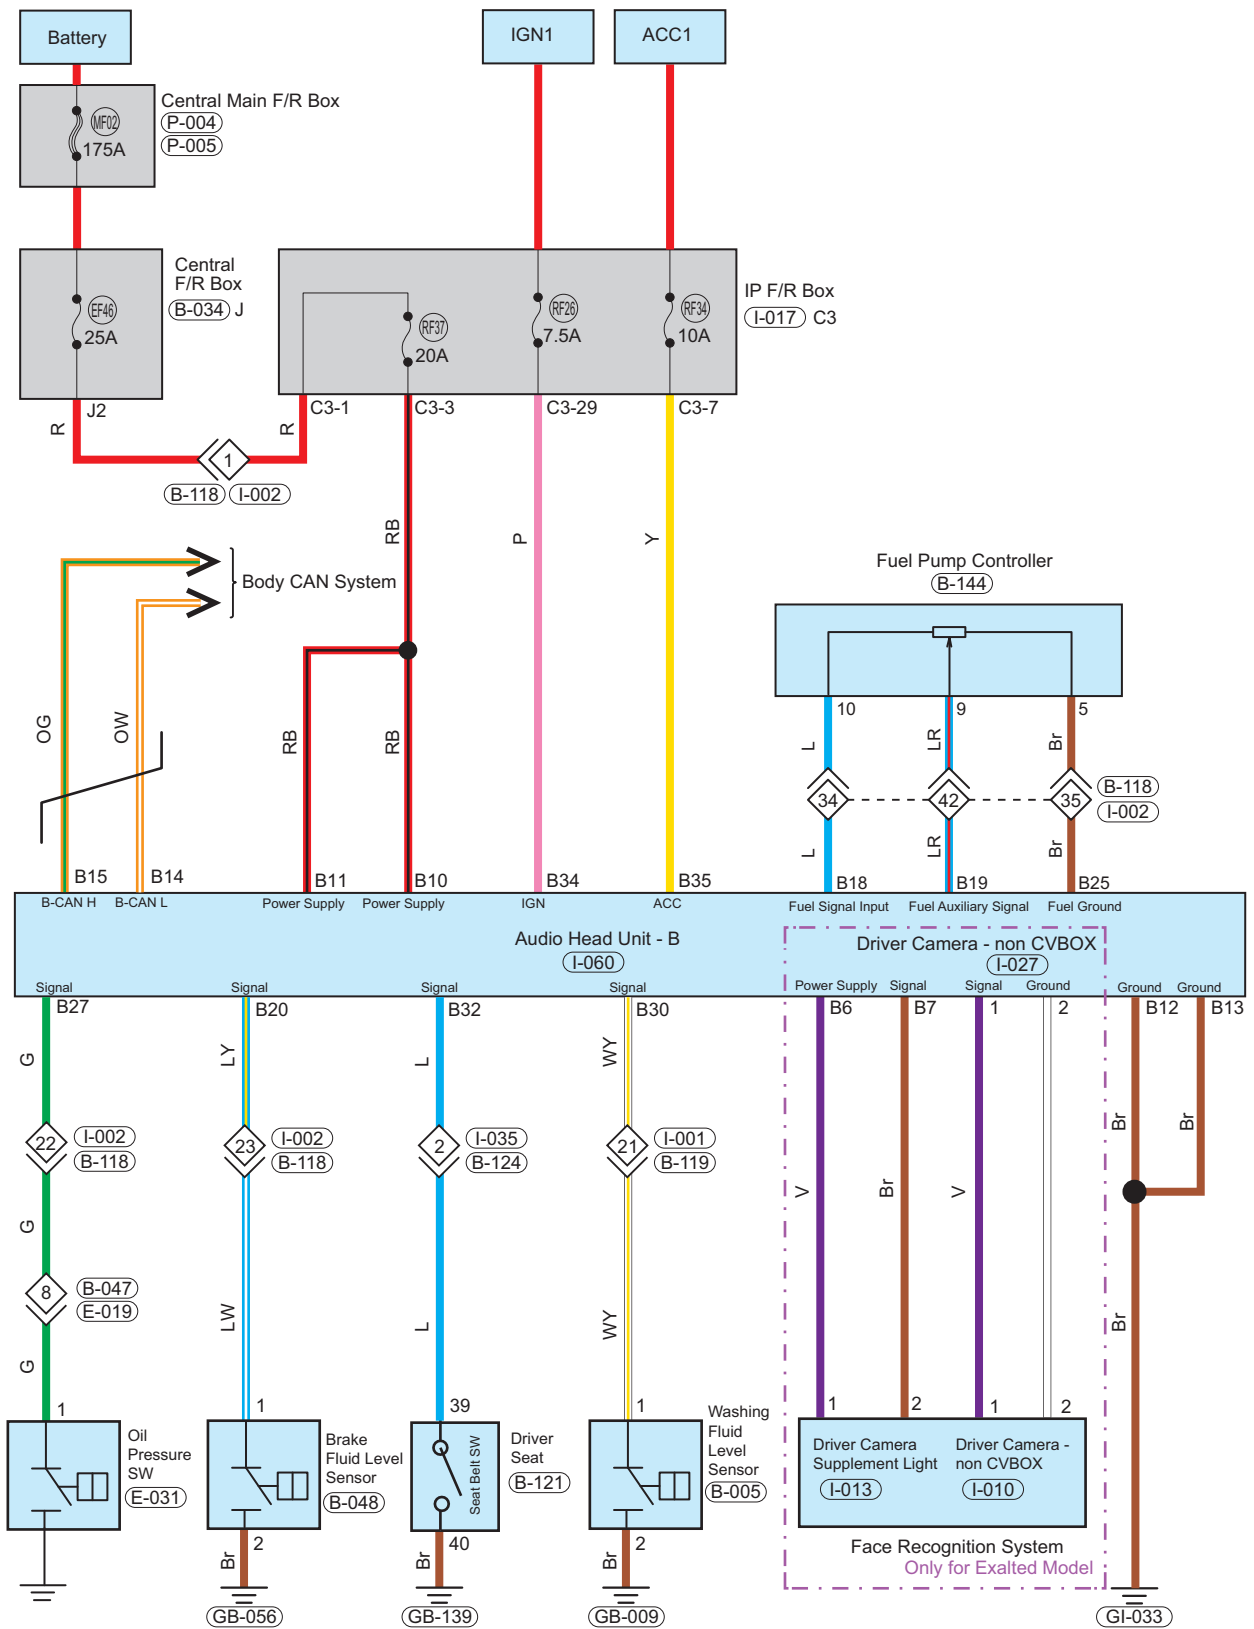 Battery
IGN1
ACC1
Central Main F/R Box
P-004
P-005
MF02
175A
Central
F/R Box
B-034 J
EF46
25A
J2
IP F/R Box
I-017 C3
RF37
20A
RF26
7.5A
RF34
10A
C3-1
C3-3
C3-29
C3-7
R
R
1
B-118 I-002
RB
P
Y
Body CAN System
OG
OW
RB
RB
Fuel Pump Controller
B-144
10
9
5
L
LR
Br
34
42
35
B-118
I-002
L
LR
Br
B15
B14
B11
B10
B34
B35
B18
B19
B25
B-CAN H
B-CAN L
Power Supply
Power Supply
IGN
ACC
Fuel Signal Input
Fuel Auxiliary Signal
Fuel Ground
Audio Head Unit - B
I-060
Driver Camera - non CVBOX
I-027
Signal
Signal
Signal
Signal
Power Supply
Signal
Signal
Ground
Ground
Ground
B27
B20
B32
B30
B6
B7
1
2
B12
B13
G
LY
L
WY
22
I-002
B-118
23
I-002
B-118
2
I-035
B-124
21
I-001
B-119
Br
Br
V
Br
V
G
8
B-047
E-019
LW
L
WY
Br
G
1
1
39
1
1
2
1
2
Oil
Pressure
SW
E-031
Brake
Fluid Level
Sensor
B-048
Seat Belt SW
Driver
Seat
B-121
Washing
Fluid
Level
Sensor
B-005
Driver Camera
Supplement Light
I-013
Driver Camera -
non CVBOX
I-010
Face Recognition System
Only for Exalted Model
Br
2
Br
40
Br
2
GB-056
GB-139
GB-009
GI-033